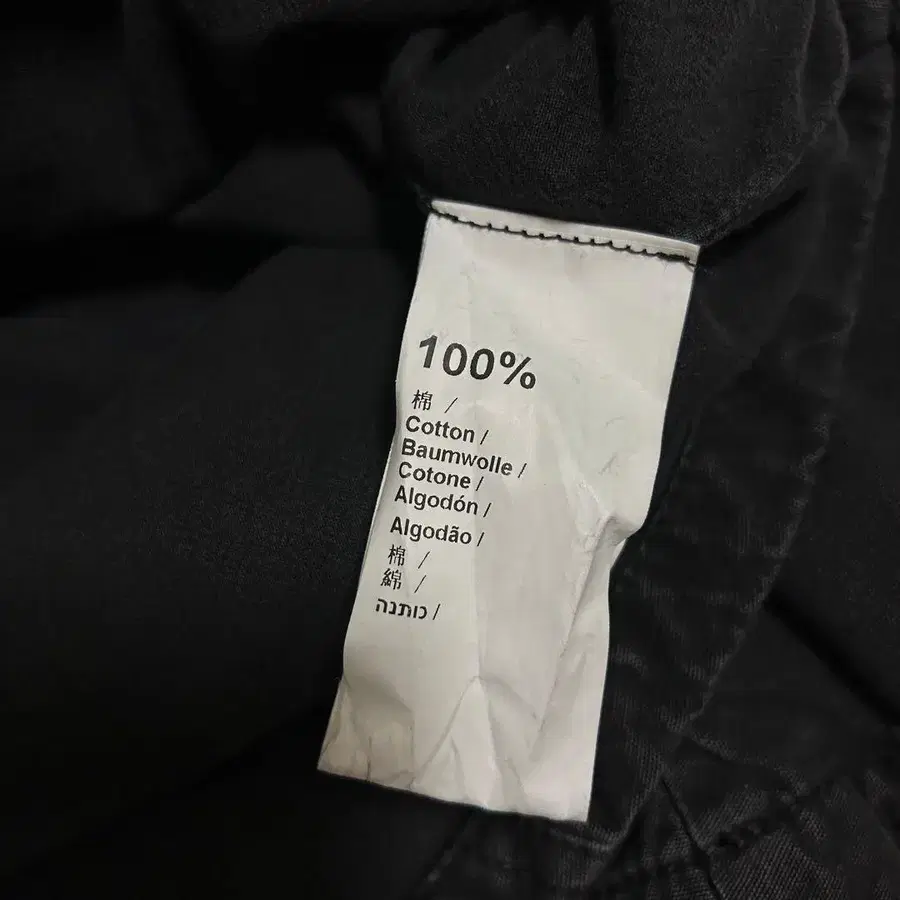 100%
棉 /
Cotton /
Baumwolle /
Cotone /
Algodón /
Algodão /
棉 /
綿 /
כותנה /